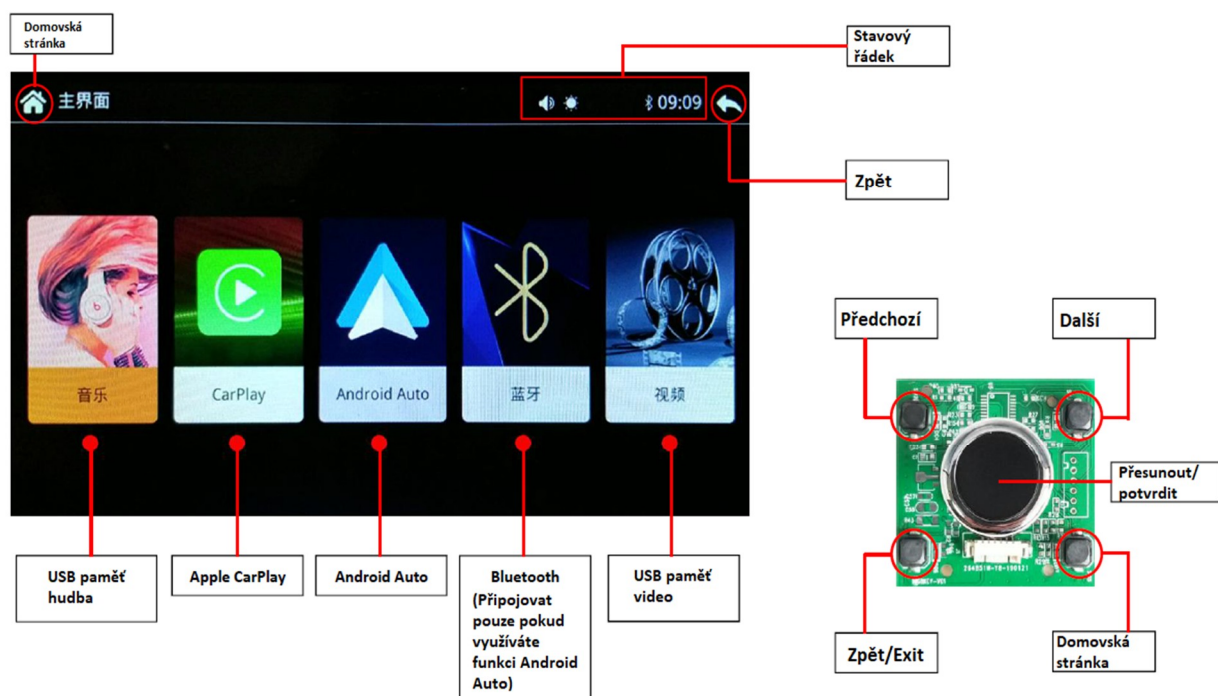 Domovská
stránka
Stavový
řádek
主界面
09:09
Zpět
音乐
CarPlay
Android Auto
蓝牙
视频
USB paměť
hudba
Apple CarPlay
Android Auto
Bluetooth
(Připojovat
pouze pokud
využíváte
funkci Android
Auto)
USB paměť
video
Předchozí
Další
Přesunout/
potvrdit
Zpět/Exit
Domovská
stránka